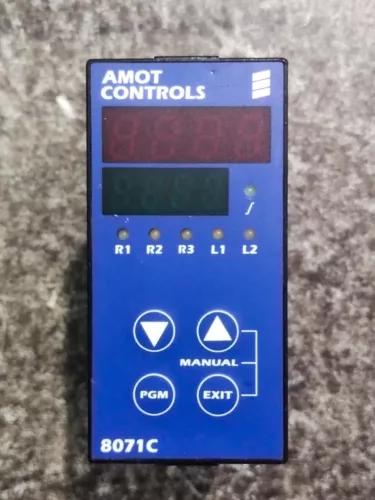 AMOT
CONTROLS
R1 R2 R3 L1 L2
MANUAL
PGM EXIT
8071C